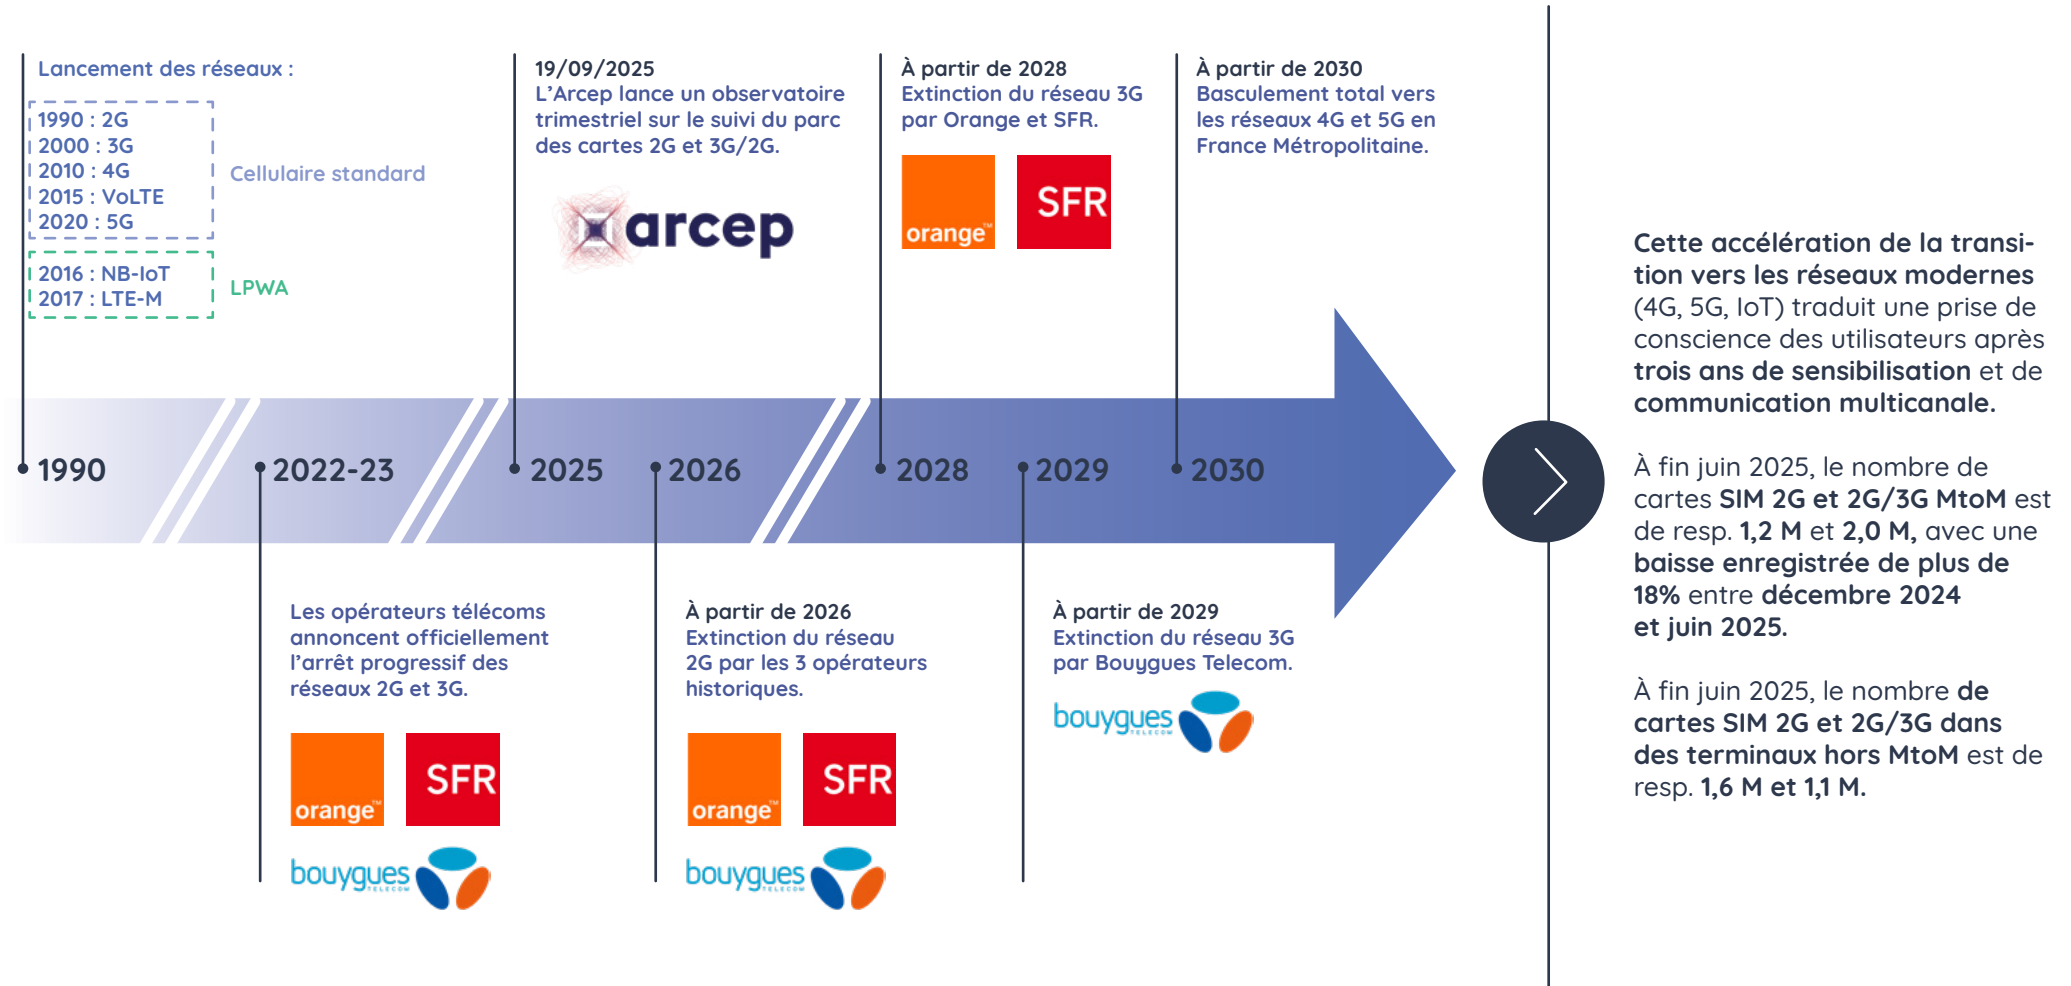 Lancement des réseaux :
1990 : 2G
2000 : 3G
2010 : 4G
2015 : VoLTE
2020 : 5G
Cellulaire standard
2016 : NB-IoT
2017 : LTE-M
LPWA
19/09/2025
L’Arcep lance un observatoire
trimestriel sur le suivi du parc
des cartes 2G et 3G/2G.
arcep
À partir de 2028
Extinction du réseau 3G
par Orange et SFR.
orange™
SFR
À partir de 2030
Basculement total vers
les réseaux 4G et 5G en
France Métropolitaine.
1990
2022-23
2025
2026
2028
2029
2030
Les opérateurs télécoms
annoncent officiellement
l’arrêt progressif des
réseaux 2G et 3G.
orange™
SFR
bouygues
TELECOM
À partir de 2026
Extinction du réseau
2G par les 3 opérateurs
historiques.
orange™
SFR
bouygues
TELECOM
À partir de 2029
Extinction du réseau 3G
par Bouygues Telecom.
bouygues
TELECOM
Cette accélération de la transi-
tion vers les réseaux modernes
(4G, 5G, IoT) traduit une prise de
conscience des utilisateurs après
trois ans de sensibilisation et de
communication multicanale.
À fin juin 2025, le nombre de
cartes SIM 2G et 2G/3G MtoM est
de resp. 1,2 M et 2,0 M, avec une
baisse enregistrée de plus de
18% entre décembre 2024
et juin 2025.
À fin juin 2025, le nombre de
cartes SIM 2G et 2G/3G dans
des terminaux hors MtoM est de
resp. 1,6 M et 1,1 M.